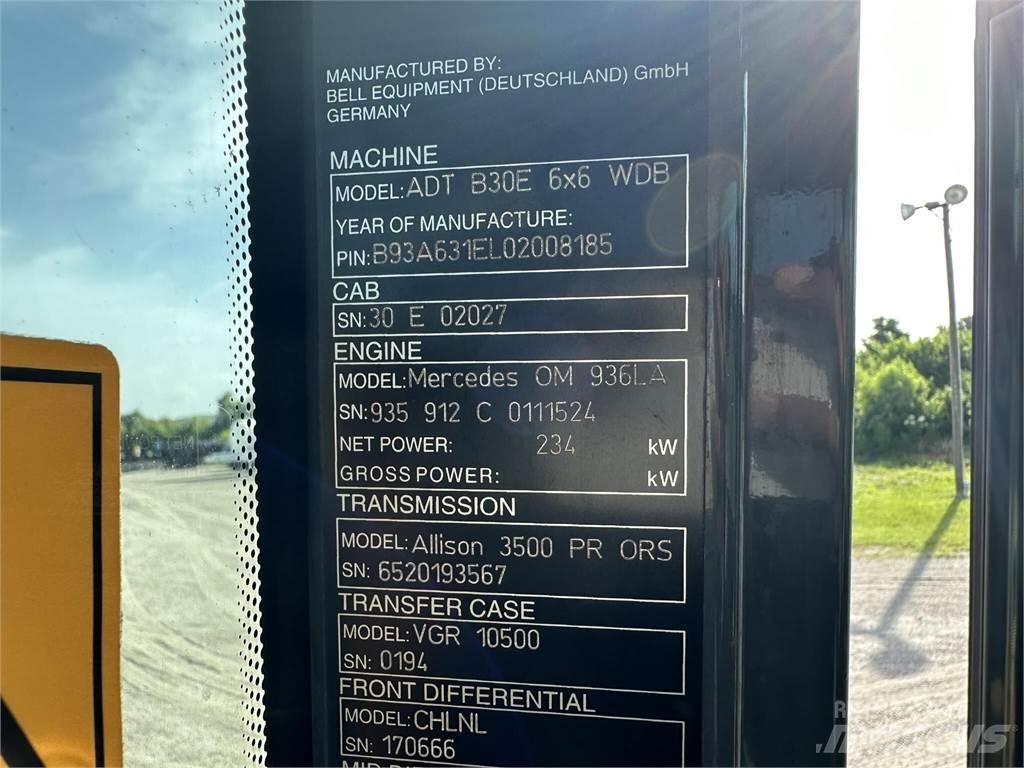 MANUFACTURED BY:
BELL EQUIPMENT (DEUTSCHLAND) GmbH
GERMANY
MACHINE
MODEL: ADT B30E 6x6 WDB
YEAR OF MANUFACTURE:
PIN: B93A631EL02008185
CAB
SN: 30 E 02027
ENGINE
MODEL: Mercedes OM 936LA
SN: 935 912 C 0111524
NET POWER: 234 kW
GROSS POWER: kW
TRANSMISSION
MODEL: Allison 3500 PR ORS
SN: 6520193567
TRANSFER CASE
MODEL: VGR 10500
SN: 0194
FRONT DIFFERENTIAL
MODEL: CHLNL
SN: 170666